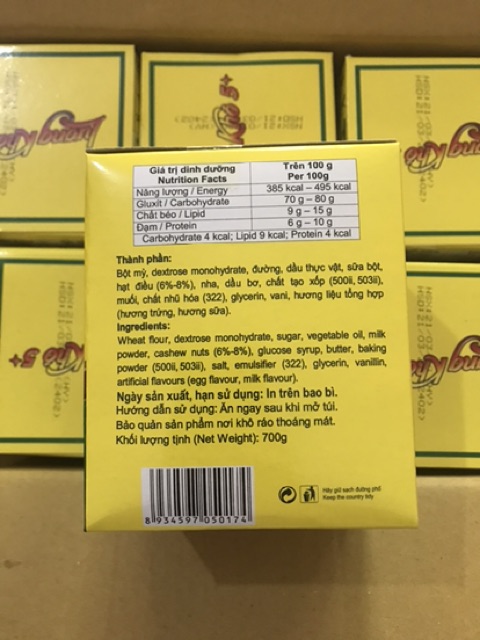 Giá trị dinh dưỡng
Nutrition Facts
Trên 100 g
Per 100g
Năng lượng / Energy 385 kcal – 495 kcal
Gluxit / Carbohydrate 70 g – 80 g
Chất béo / Lipid 9 g – 15 g
Đạm / Protein 6 g – 10 g
Carbohydrate 4 kcal; Lipid 9 kcal; Protein 4 kcal
Thành phần:
Bột mỳ, dextrose monohydrate, đường, dầu thực vật, sữa bột,
hạt điều (6%-8%), nha, dầu bơ, chất tạo xốp (500ii, 503ii),
muối, chất nhũ hóa (322), glycerin, vani, hương liệu tổng hợp
(hương trứng, hương sữa).
Ingredients:
Wheat flour, dextrose monohydrate, sugar, vegetable oil, milk
powder, cashew nuts (6%-8%), glucose syrup, butter, baking
powder (500ii, 503ii), salt, emulsifier (322), glycerin, vanillin,
artificial flavours (egg flavour, milk flavour).
Ngày sản xuất, hạn sử dụng: In trên bao bì.
Hướng dẫn sử dụng: Ăn ngay sau khi mở túi.
Bảo quản sản phẩm nơi khô ráo thoáng mát.
Khối lượng tịnh (Net Weight): 700g
8 934597 050174
Hãy giữ sạch đường phố
Keep the country tidy